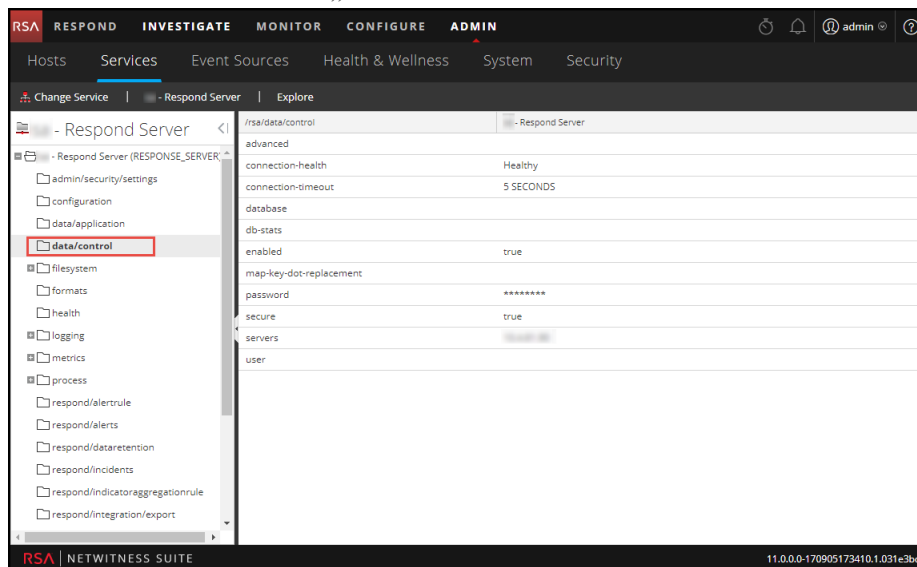 RSA RESPOND INVESTIGATE MONITOR CONFIGURE ADMIN admin
Hosts Services Event Sources Health & Wellness System Security
Change Service | - Respond Server | Explore
- Respond Server
- Respond Server (RESPONSE_SERVER)
admin/security/settings
configuration
data/application
data/control
filesystem
formats
health
logging
metrics
process
respond/alertrule
respond/alerts
respond/dataretention
respond/incidents
respond/indicatoraggregationrule
respond/integration/export
/rsa/data/control - Respond Server
advanced
connection-health Healthy
connection-timeout 5 SECONDS
database
db-stats
enabled true
map-key-dot-replacement
password ********
secure true
servers
user
RSA | NETWITNESS SUITE 11.0.0.0-170905173410.1.031e3b